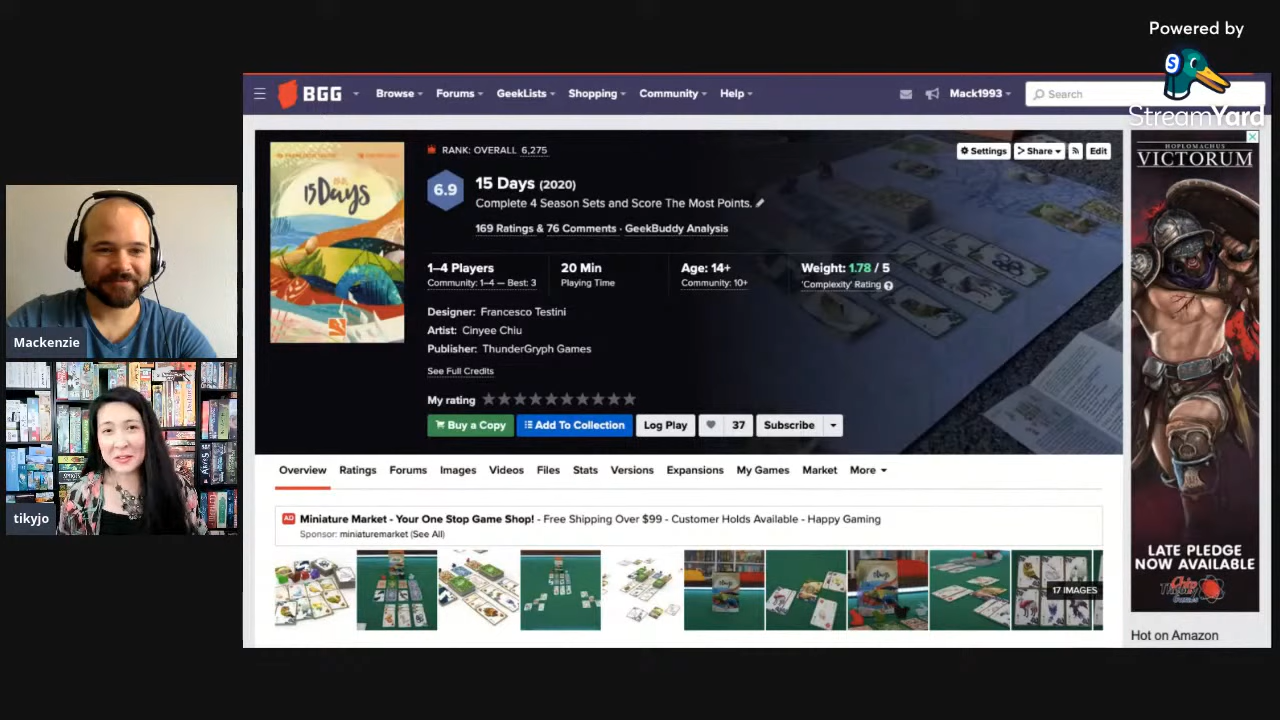 Powered by
StreamYard
BGG
Browse
Forums
GeekLists
Shopping
Community
Help
Mack1993
Search
RANK: OVERALL 6,275
Settings
Share
Edit
6.9
15 Days (2020)
Complete 4 Season Sets and Score The Most Points.
169 Ratings & 76 Comments · GeekBuddy Analysis
1–4 Players
Community: 1–4 — Best: 3
20 Min
Playing Time
Age: 14+
Community: 10+
Weight: 1.78 / 5
'Complexity' Rating
Designer: Francesco Testini
Artist: Cinyee Chiu
Publisher: ThunderGryph Games
See Full Credits
My rating
Buy a Copy
Add To Collection
Log Play
37
Subscribe
15 Days
Overview
Ratings
Forums
Images
Videos
Files
Stats
Versions
Expansions
My Games
Market
More
AD
Miniature Market - Your One Stop Game Shop! - Free Shipping Over $99 - Customer Holds Available - Happy Gaming
Sponsor: miniaturemarket (See All)
17 IMAGES
HOPLOMACHUS
VICTORUM
LATE PLEDGE
NOW AVAILABLE
Chip
Theory
Games
Hot on Amazon
Mackenzie
tikyjo